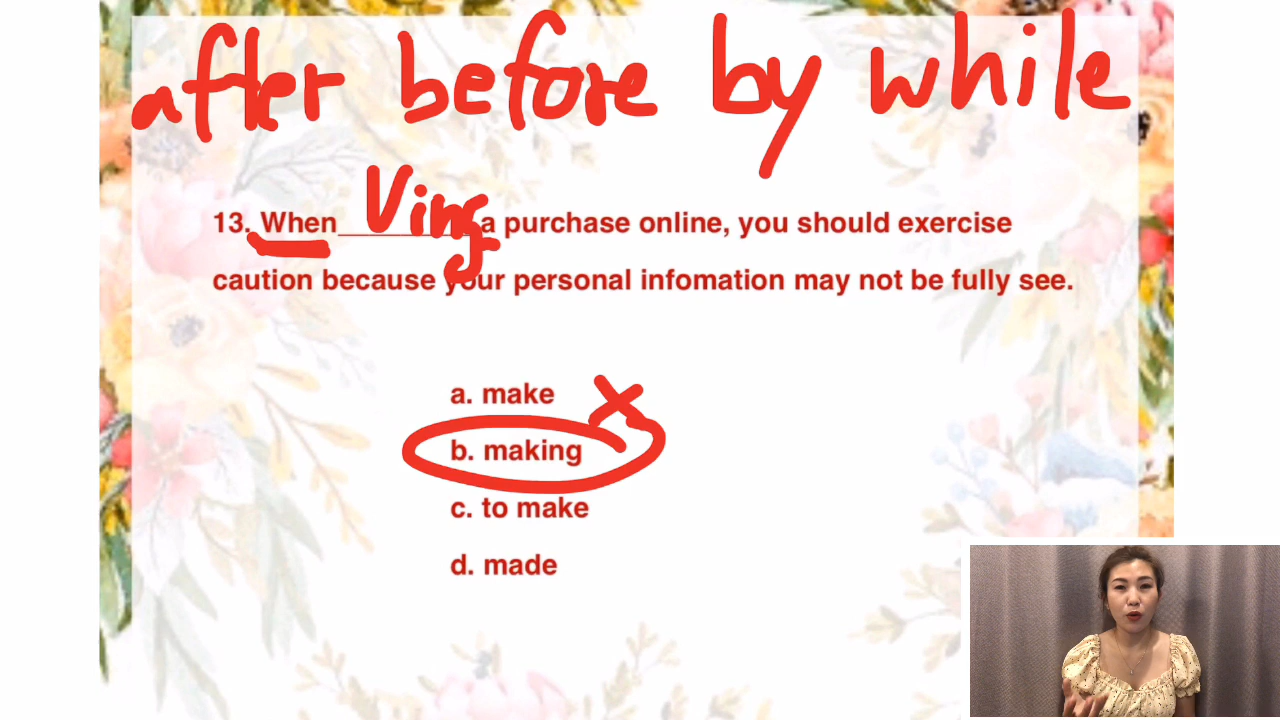 after before by while
Ving
13. When________ a purchase online, you should exercise
caution because your personal infomation may not be fully see.
a. make
b. making
c. to make
d. made